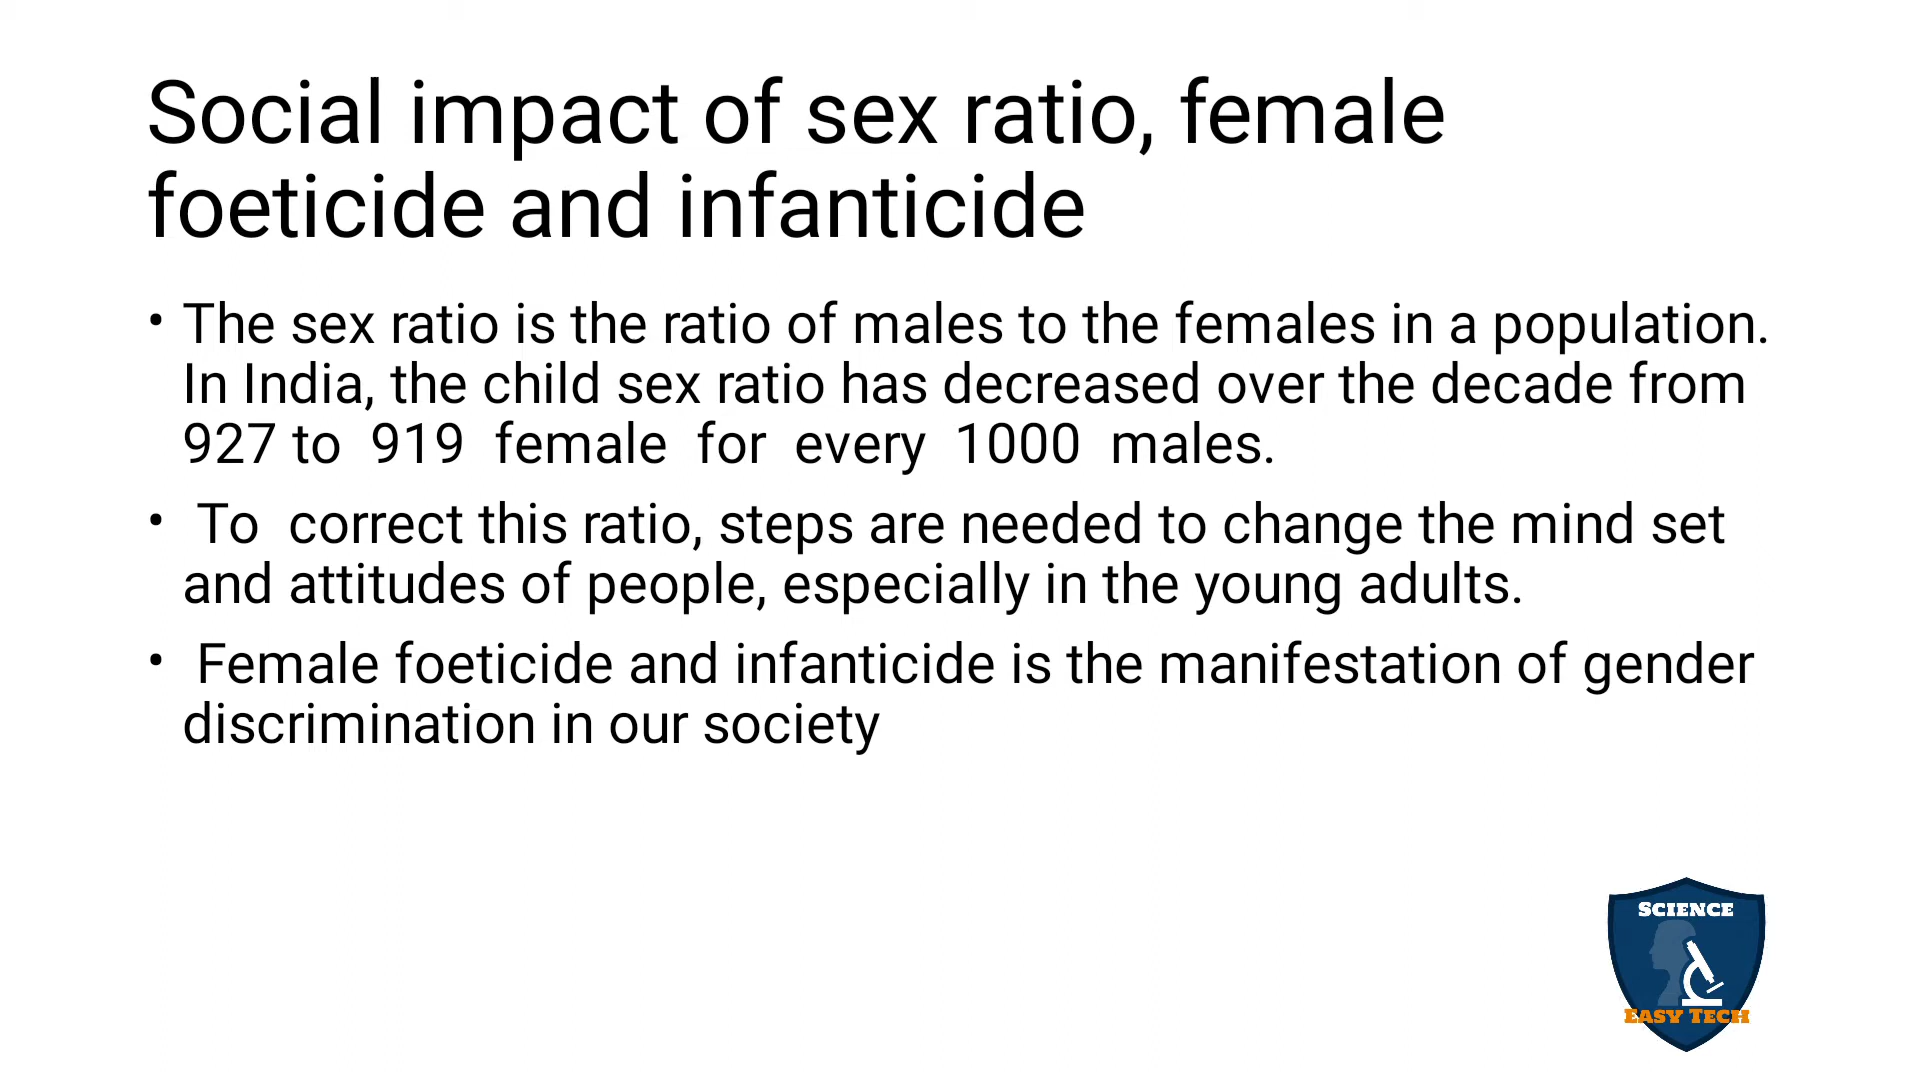 Social impact of sex ratio, female
foeticide and infanticide
• The sex ratio is the ratio of males to the females in a population.
In India, the child sex ratio has decreased over the decade from
927 to 919 female for every 1000 males.
• To correct this ratio, steps are needed to change the mind set
and attitudes of people, especially in the young adults.
• Female foeticide and infanticide is the manifestation of gender
discrimination in our society
SCIENCE
EASY TECH